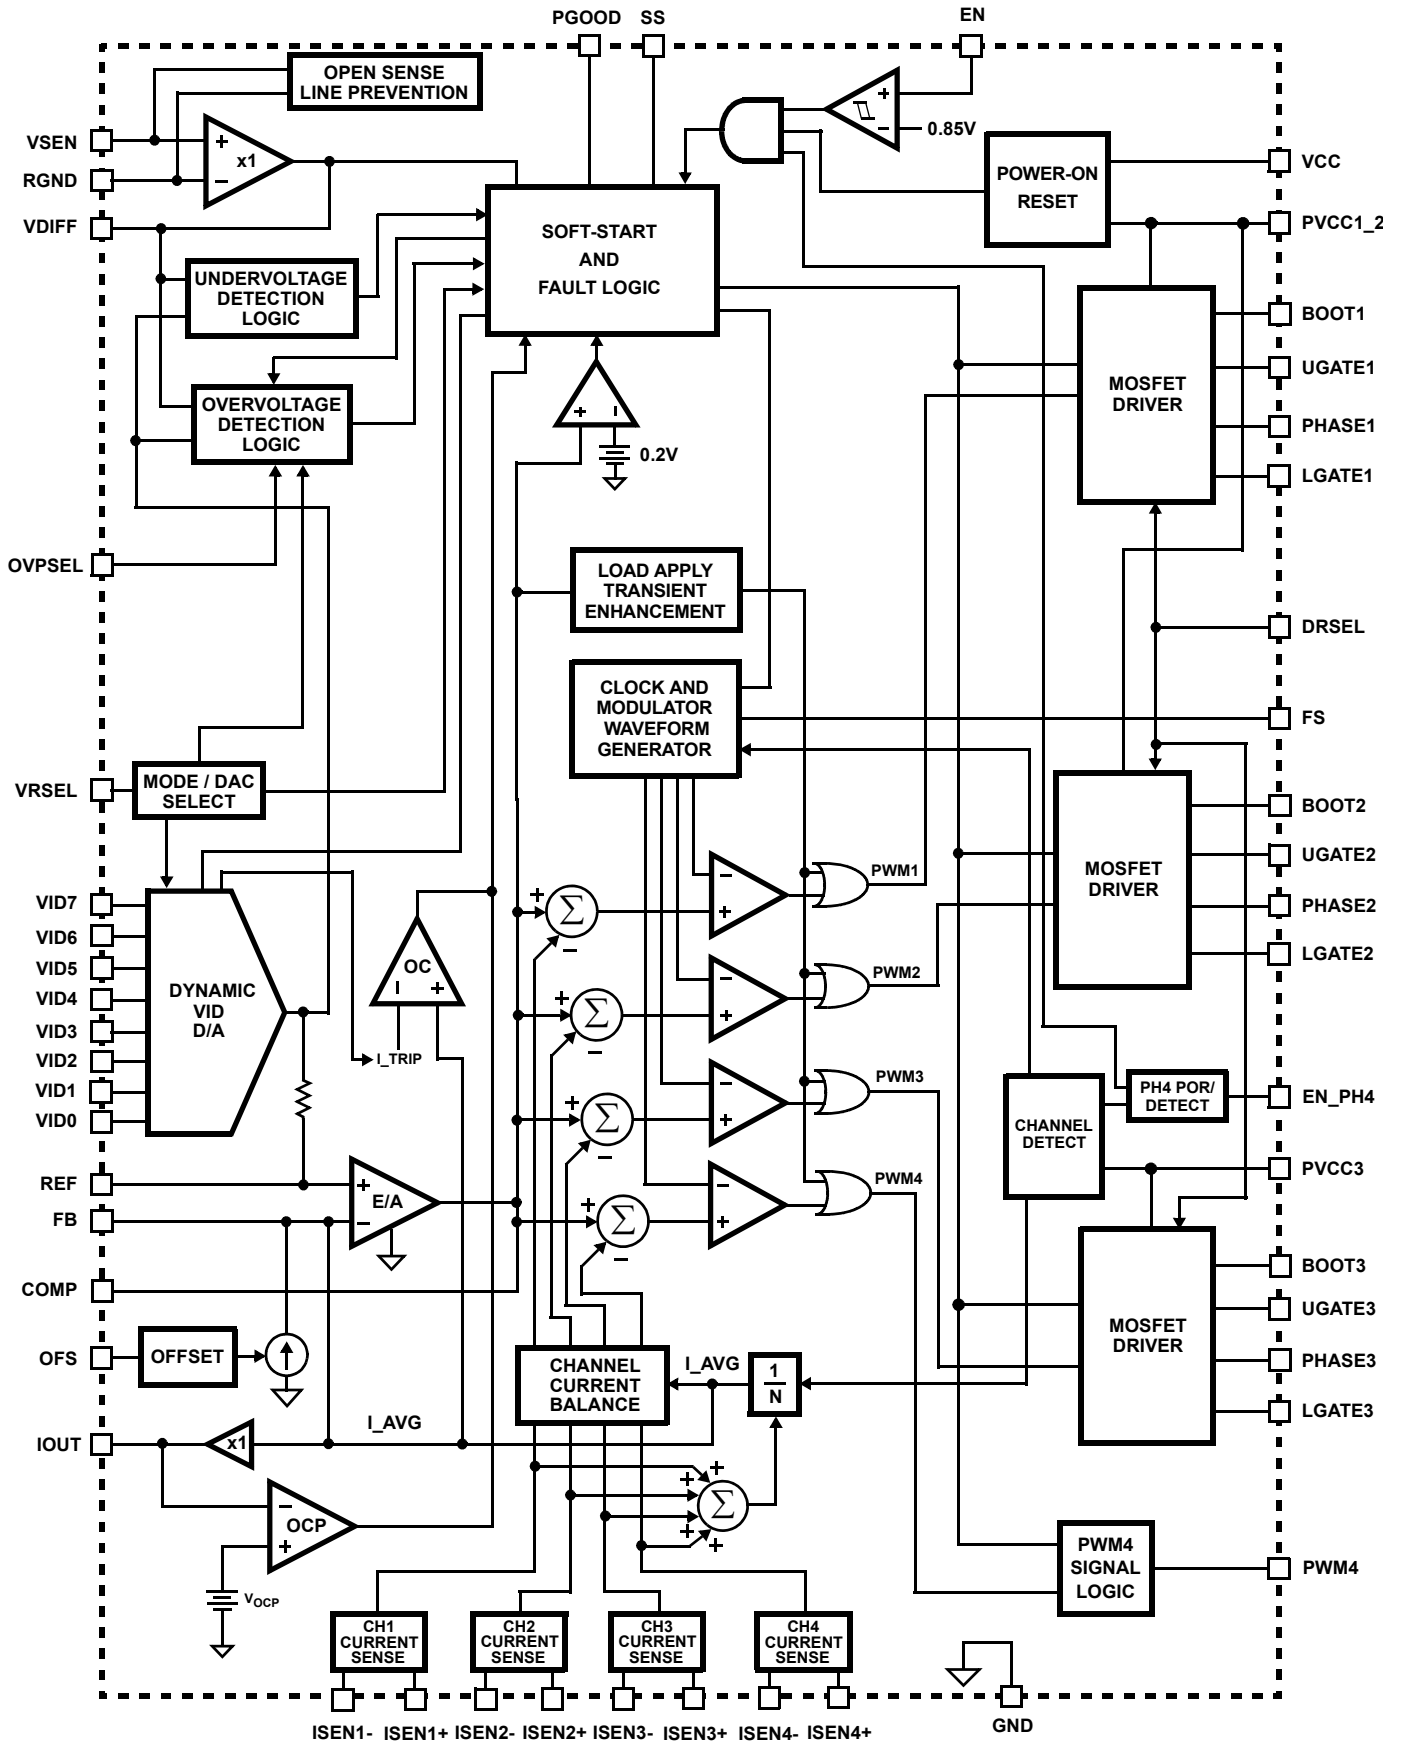 PGOOD SS EN
OPEN SENSE
LINE PREVENTION
+
−
0.85V
VSEN
+
x1
−
RGND
VDIFF
POWER-ON
RESET
VCC
PVCC1_2
SOFT-START
AND
FAULT LOGIC
UNDERVOLTAGE
DETECTION
LOGIC
BOOT1
UGATE1
MOSFET
DRIVER
PHASE1
LGATE1
OVERVOLTAGE
DETECTION
LOGIC
+ −
0.2V
OVPSEL
LOAD APPLY
TRANSIENT
ENHANCEMENT
DRSEL
CLOCK AND
MODULATOR
WAVEFORM
GENERATOR
FS
VRSEL
MODE / DAC
SELECT
BOOT2
UGATE2
MOSFET
DRIVER
PHASE2
LGATE2
VID7
VID6
VID5
VID4
VID3
VID2
VID1
VID0
DYNAMIC
VID
D/A
OC
− +
I_TRIP
+
Σ
−
−
+
PWM1
+
Σ
−
−
+
PWM2
+
Σ
−
−
+
PWM3
+
Σ
−
−
+
PWM4
CHANNEL
DETECT
PH4 POR/
DETECT
EN_PH4
PVCC3
REF
FB
+
E/A
−
COMP
BOOT3
UGATE3
MOSFET
DRIVER
PHASE3
LGATE3
OFS
OFFSET
CHANNEL
CURRENT
BALANCE
I_AVG
1
N
I_AVG
IOUT
x1
−
OCP
+
VOCP
+
+
Σ
+
+
PWM4
SIGNAL
LOGIC
PWM4
CH1
CURRENT
SENSE
CH2
CURRENT
SENSE
CH3
CURRENT
SENSE
CH4
CURRENT
SENSE
ISEN1- ISEN1+ ISEN2- ISEN2+ ISEN3- ISEN3+ ISEN4- ISEN4+
GND